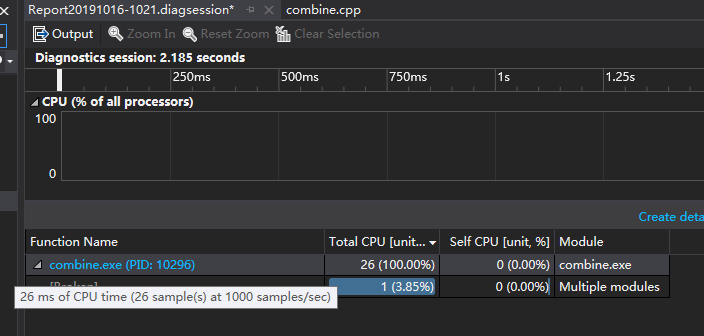 Report20191016-1021.diagsession*
combine.cpp
Output Zoom In Reset Zoom Clear Selection
Diagnostics session: 2.185 seconds
250ms 500ms 750ms 1s 1.25s
CPU (% of all processors)
100
0
Create deta
Function Name Total CPU [unit... Self CPU [unit, %] Module
combine.exe (PID: 10296) 26 (100.00%) 0 (0.00%) combine.exe
[Broken] 1 (3.85%) 0 (0.00%) Multiple modules
26 ms of CPU time (26 sample(s) at 1000 samples/sec)